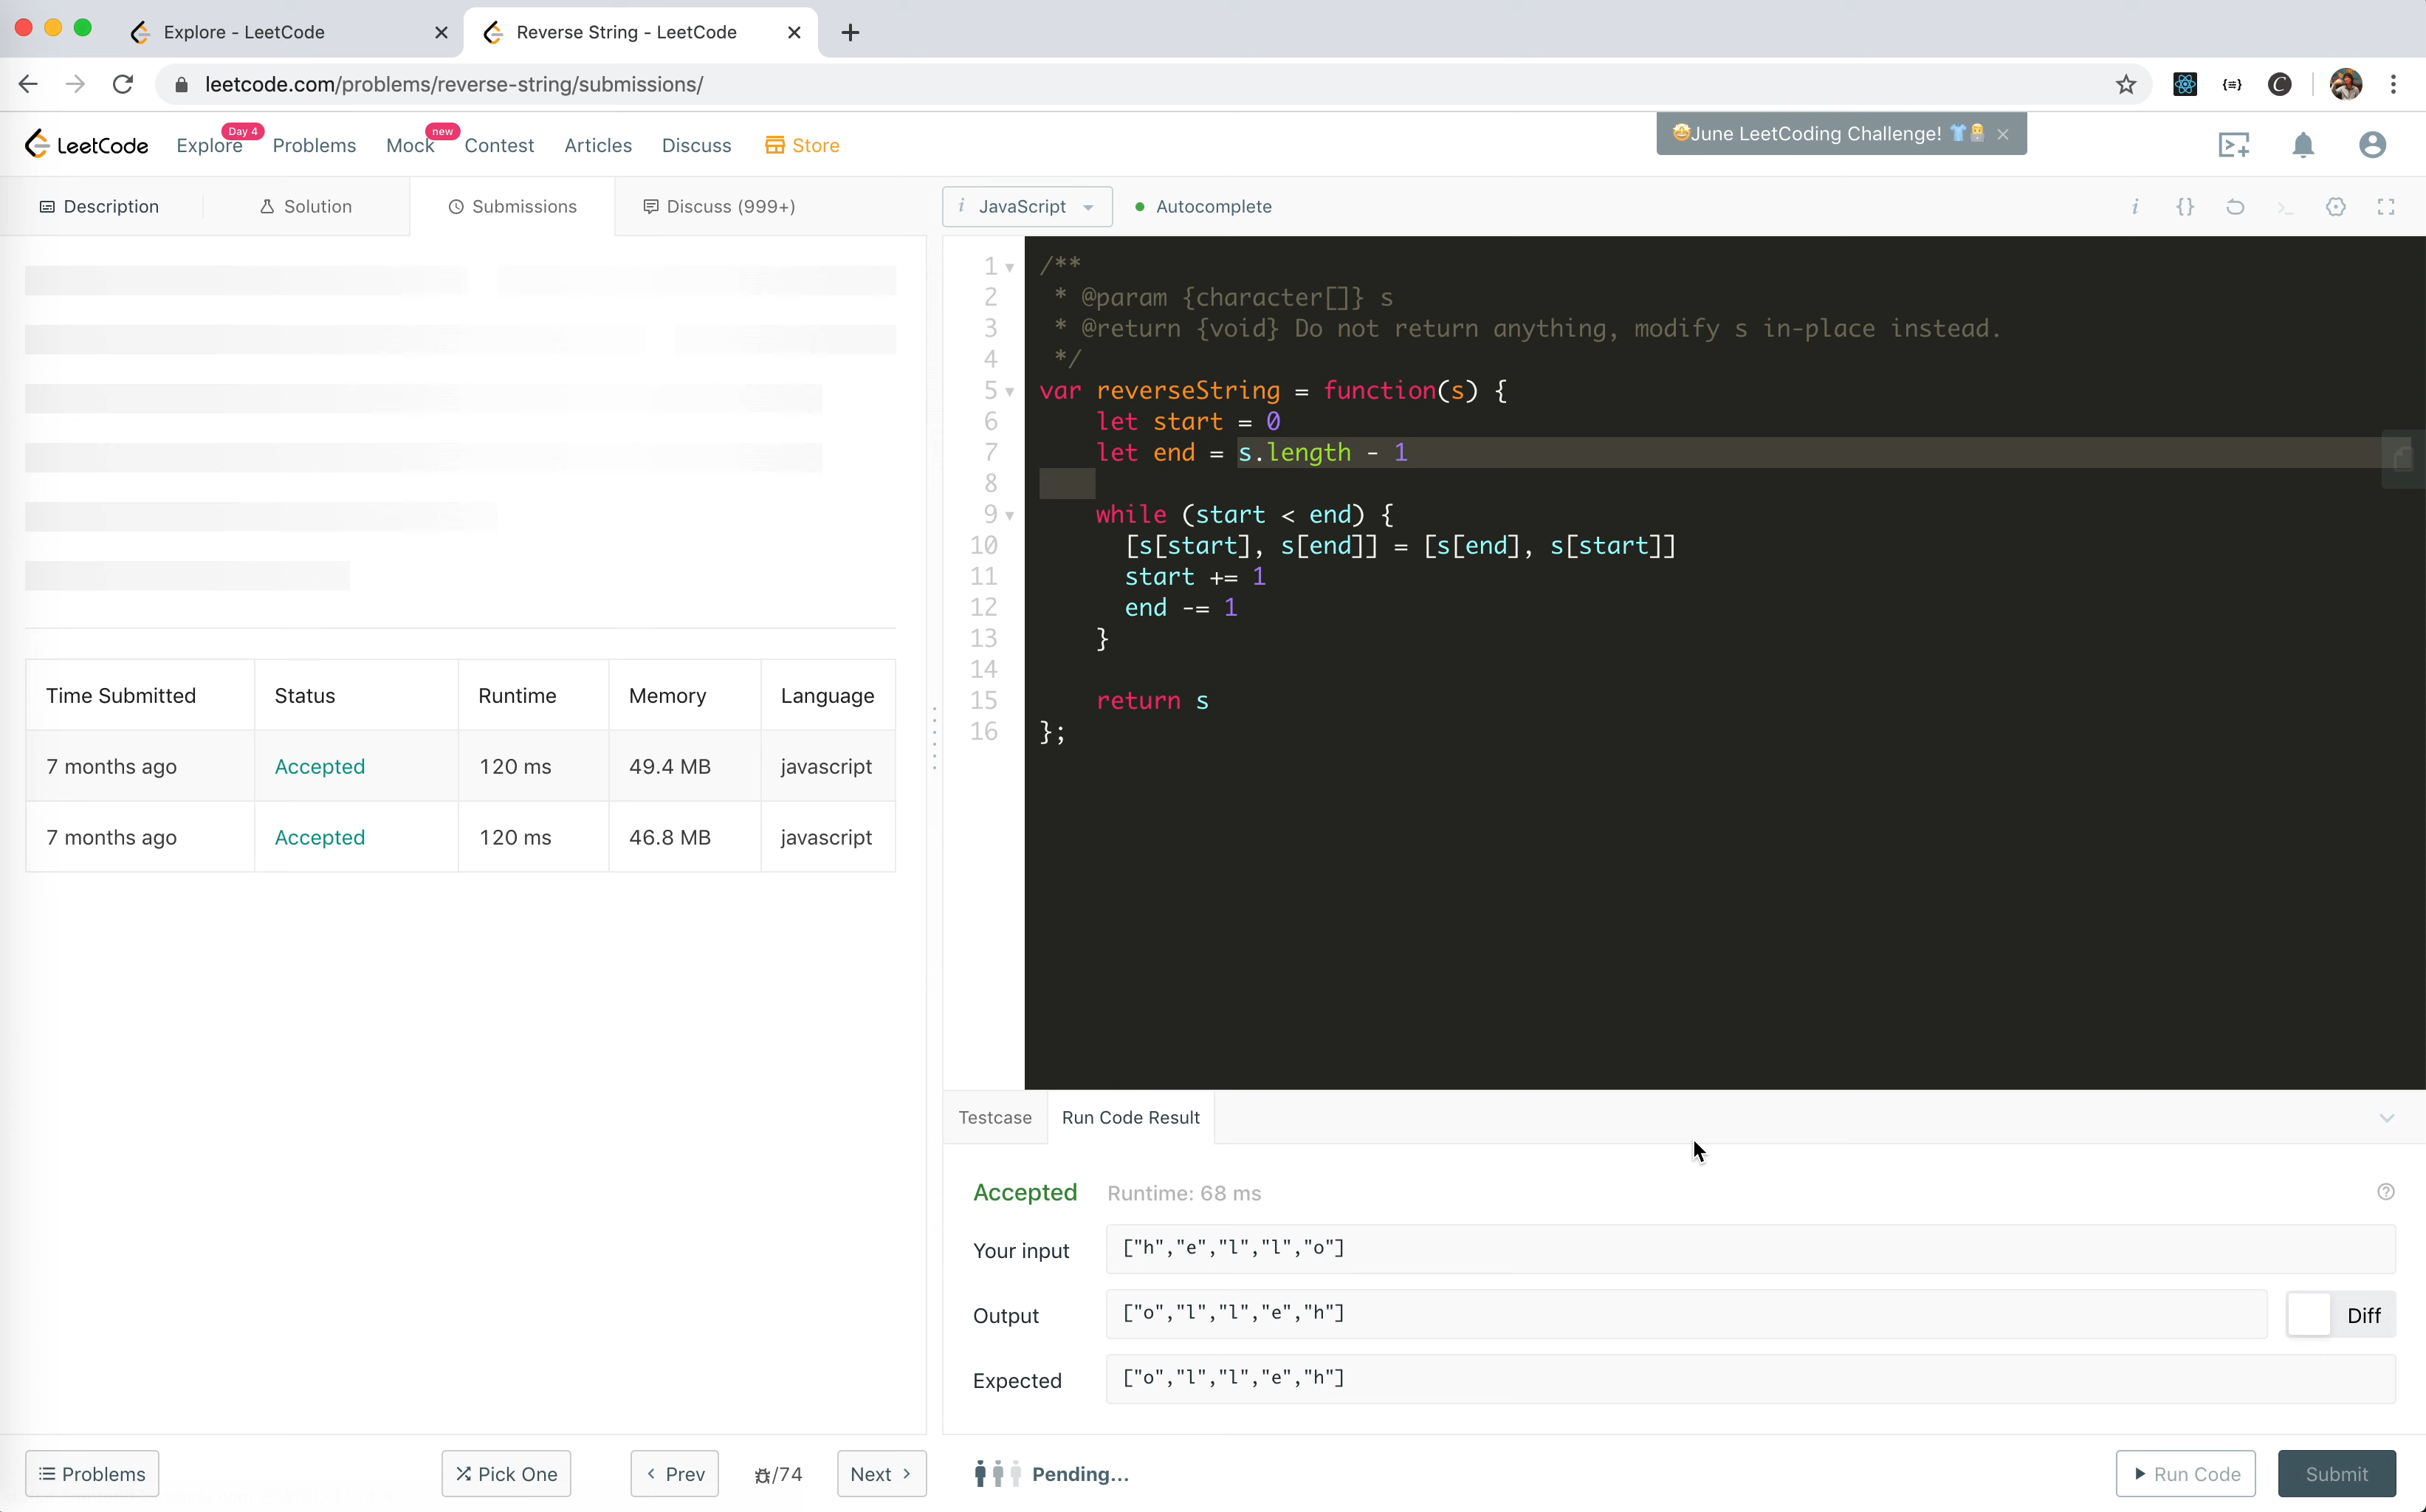 Explore - LeetCode
Reverse String - LeetCode
leetcode.com/problems/reverse-string/submissions/
LeetCode
Explore
Day 4
Problems
Mock
new
Contest
Articles
Discuss
Store
🤩June LeetCoding Challenge! 👕👨‍💻
Description
Solution
Submissions
Discuss (999+)
Time Submitted Status Runtime Memory Language
7 months ago Accepted 120 ms 49.4 MB javascript
7 months ago Accepted 120 ms 46.8 MB javascript
Problems
Pick One
Prev
/74
Next
i JavaScript
Autocomplete
i {} >_
1 /**
2 * @param {character[]} s
3 * @return {void} Do not return anything, modify s in-place instead.
4 */
5 var reverseString = function(s) {
6 let start = 0
7 let end = s.length - 1
8
9 while (start < end) {
10 [s[start], s[end]] = [s[end], s[start]]
11 start += 1
12 end -= 1
13 }
14
15 return s
16 };
Testcase
Run Code Result
Accepted Runtime: 68 ms
Your input ["h","e","l","l","o"]
Output ["o","l","l","e","h"] Diff
Expected ["o","l","l","e","h"]
Pending...
Run Code
Submit